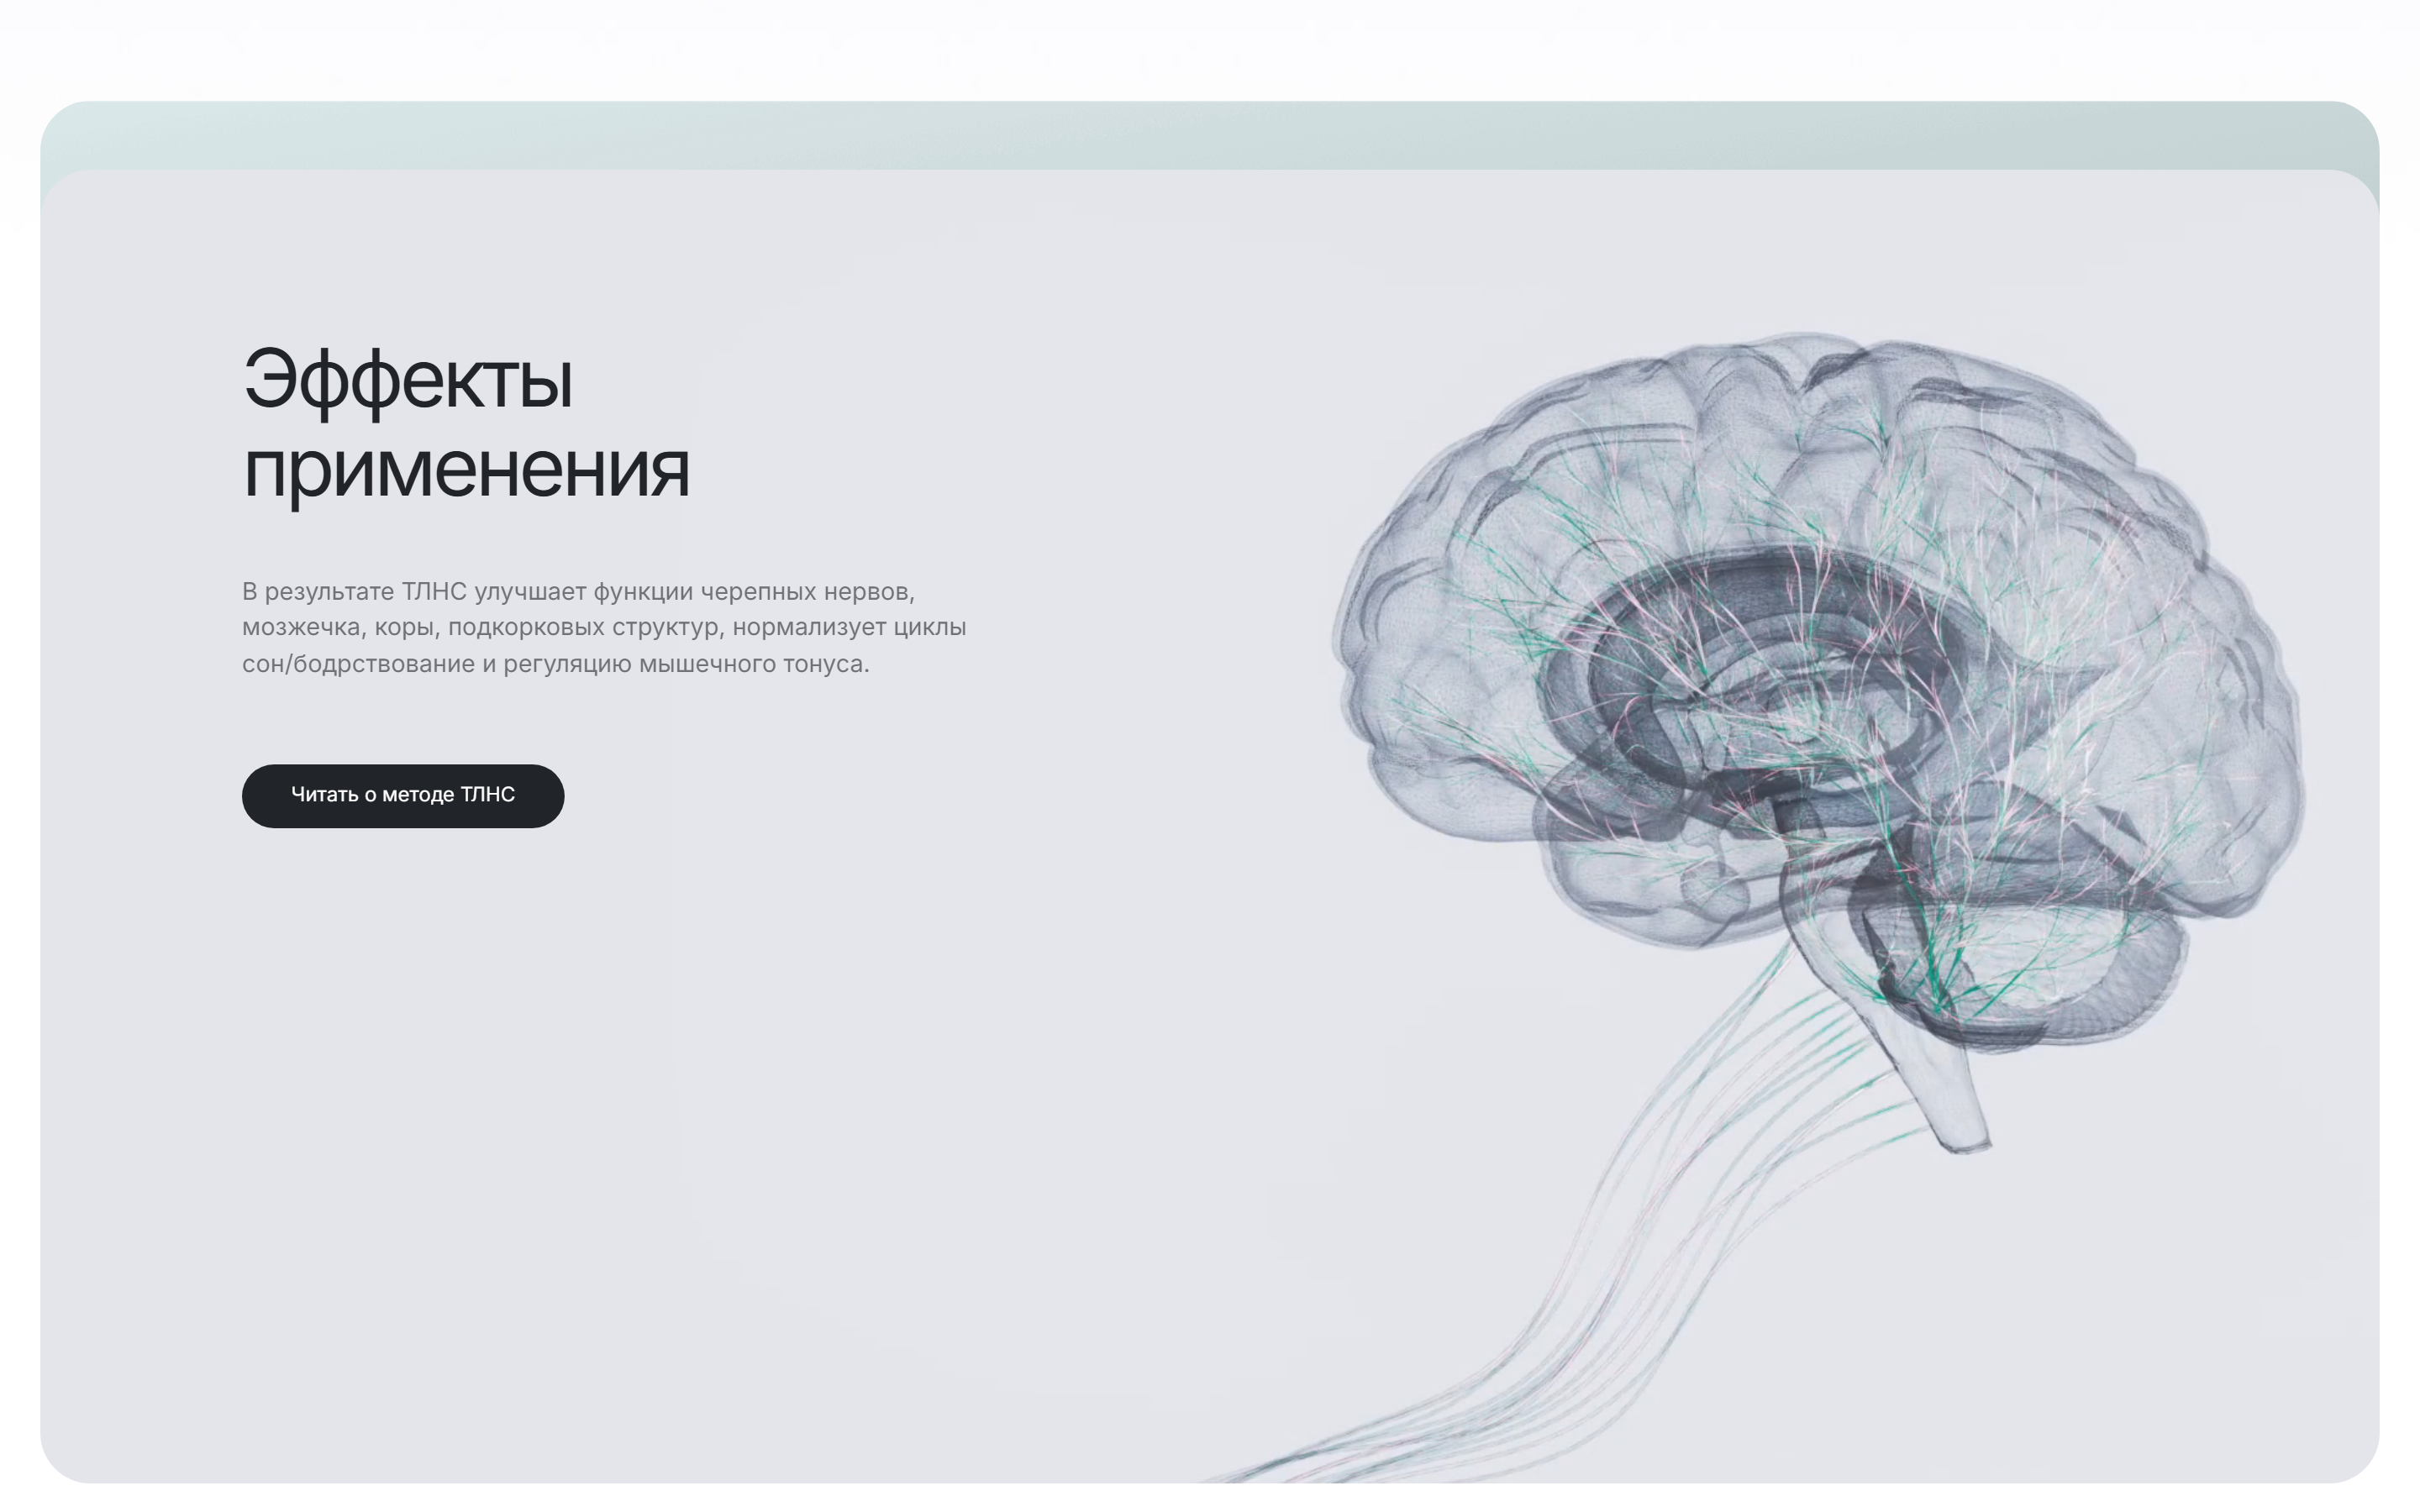 Эффекты
применения
В результате ТЛНС улучшает функции черепных нервов,
мозжечка, коры, подкорковых структур, нормализует циклы
сон/бодрствование и регуляцию мышечного тонуса.
Читать о методе ТЛНС